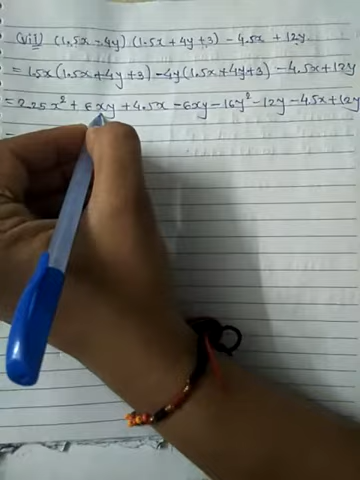 (viii) (1.5x - 4y) (1.5x + 4y + 3) - 4.5x + 12y
= 1.5x (1.5x + 4y + 3) - 4y (1.5x + 4y + 3) - 4.5x + 12y
= 2.25x² + 6xy + 4.5x - 6xy - 16y² - 12y - 4.5x + 12y